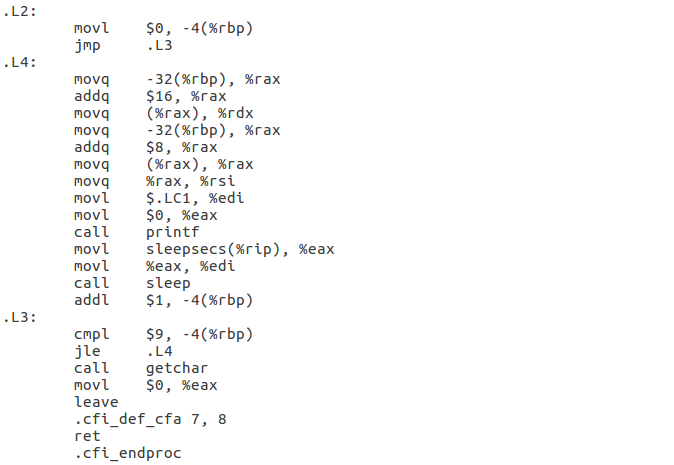 .L2:
movl $0, -4(%rbp)
jmp .L3
.L4:
movq -32(%rbp), %rax
addq $16, %rax
movq (%rax), %rdx
movq -32(%rbp), %rax
addq $8, %rax
movq (%rax), %rax
movq %rax, %rsi
movl $.LC1, %edi
movl $0, %eax
call printf
movl sleepsecs(%rip), %eax
movl %eax, %edi
call sleep
addl $1, -4(%rbp)
.L3:
cmpl $9, -4(%rbp)
jle .L4
call getchar
movl $0, %eax
leave
.cfi_def_cfa 7, 8
ret
.cfi_endproc